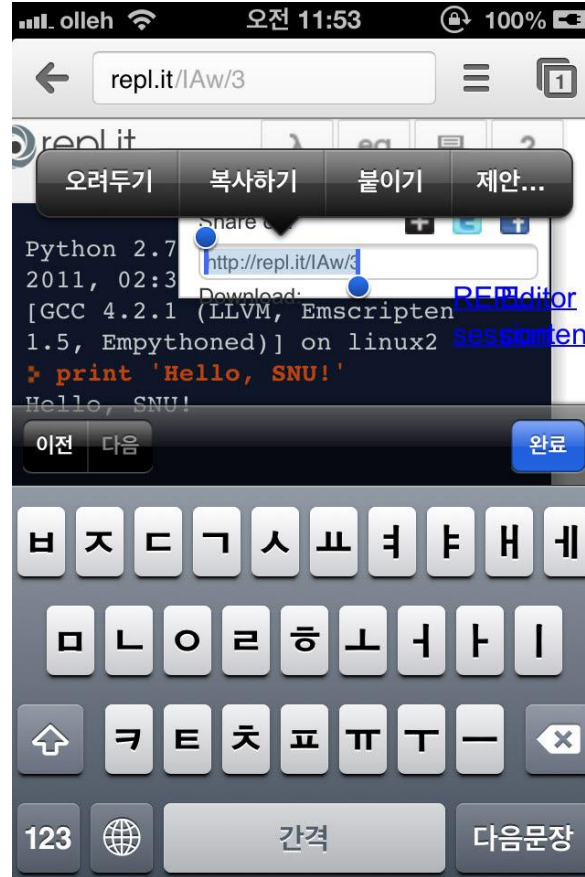 olleh 오전 11:53 100%
repl.it/IAw/3 1
repl it
오려두기 복사하기 붙이기 제안...
Share
http://repl.it/IAw/3
Download:
Python 2.7
2011, 02:3
[GCC 4.2.1 (LLVM, Emscripten
1.5, Empythoned)] on linux2
print 'Hello, SNU!'
Hello, SNU!
이전 다음 완료
ㅂ ㅈ ㄷ ㄱ ㅅ ㅛ ㅕ ㅑ ㅐ ㅔ
ㅁ ㄴ ㅇ ㄹ ㅎ ㅗ ㅓ ㅏ ㅣ
ㅋ ㅌ ㅊ ㅍ ㅠ ㅜ ㅡ
123 간격 다음문장